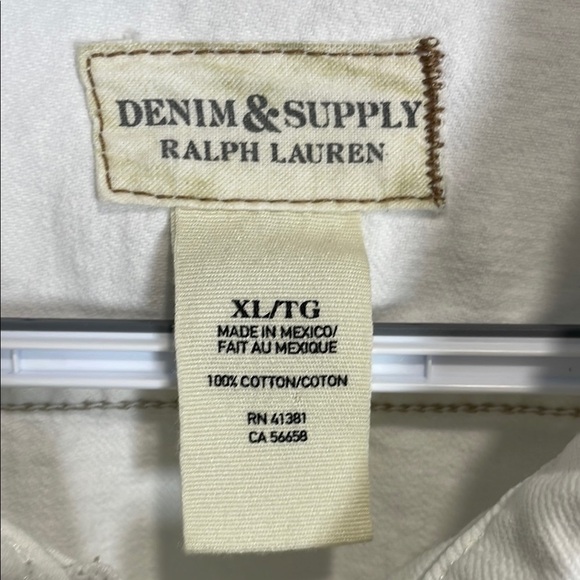 DENIM & SUPPLY
RALPH LAUREN
XL/TG
MADE IN MEXICO/
FAIT AU MEXIQUE
100% COTTON/COTON
RN 41381
CA 56658